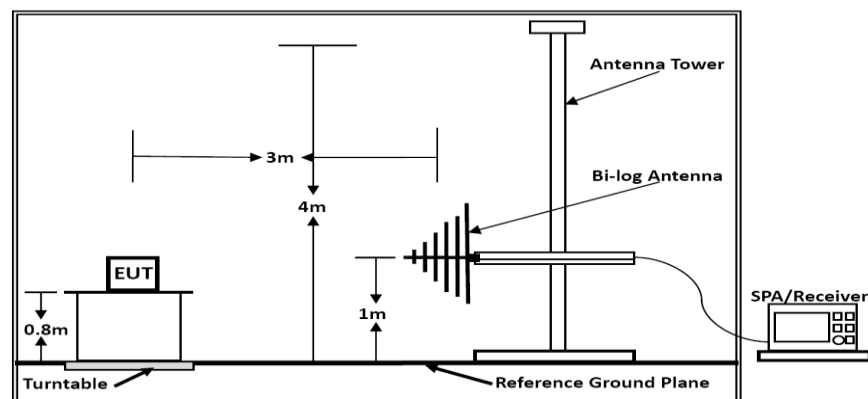 Antenna Tower
3m
Bi-log Antenna
4m
EUT
SPA/Receiver
0.8m
1m
Turntable
Reference Ground Plane